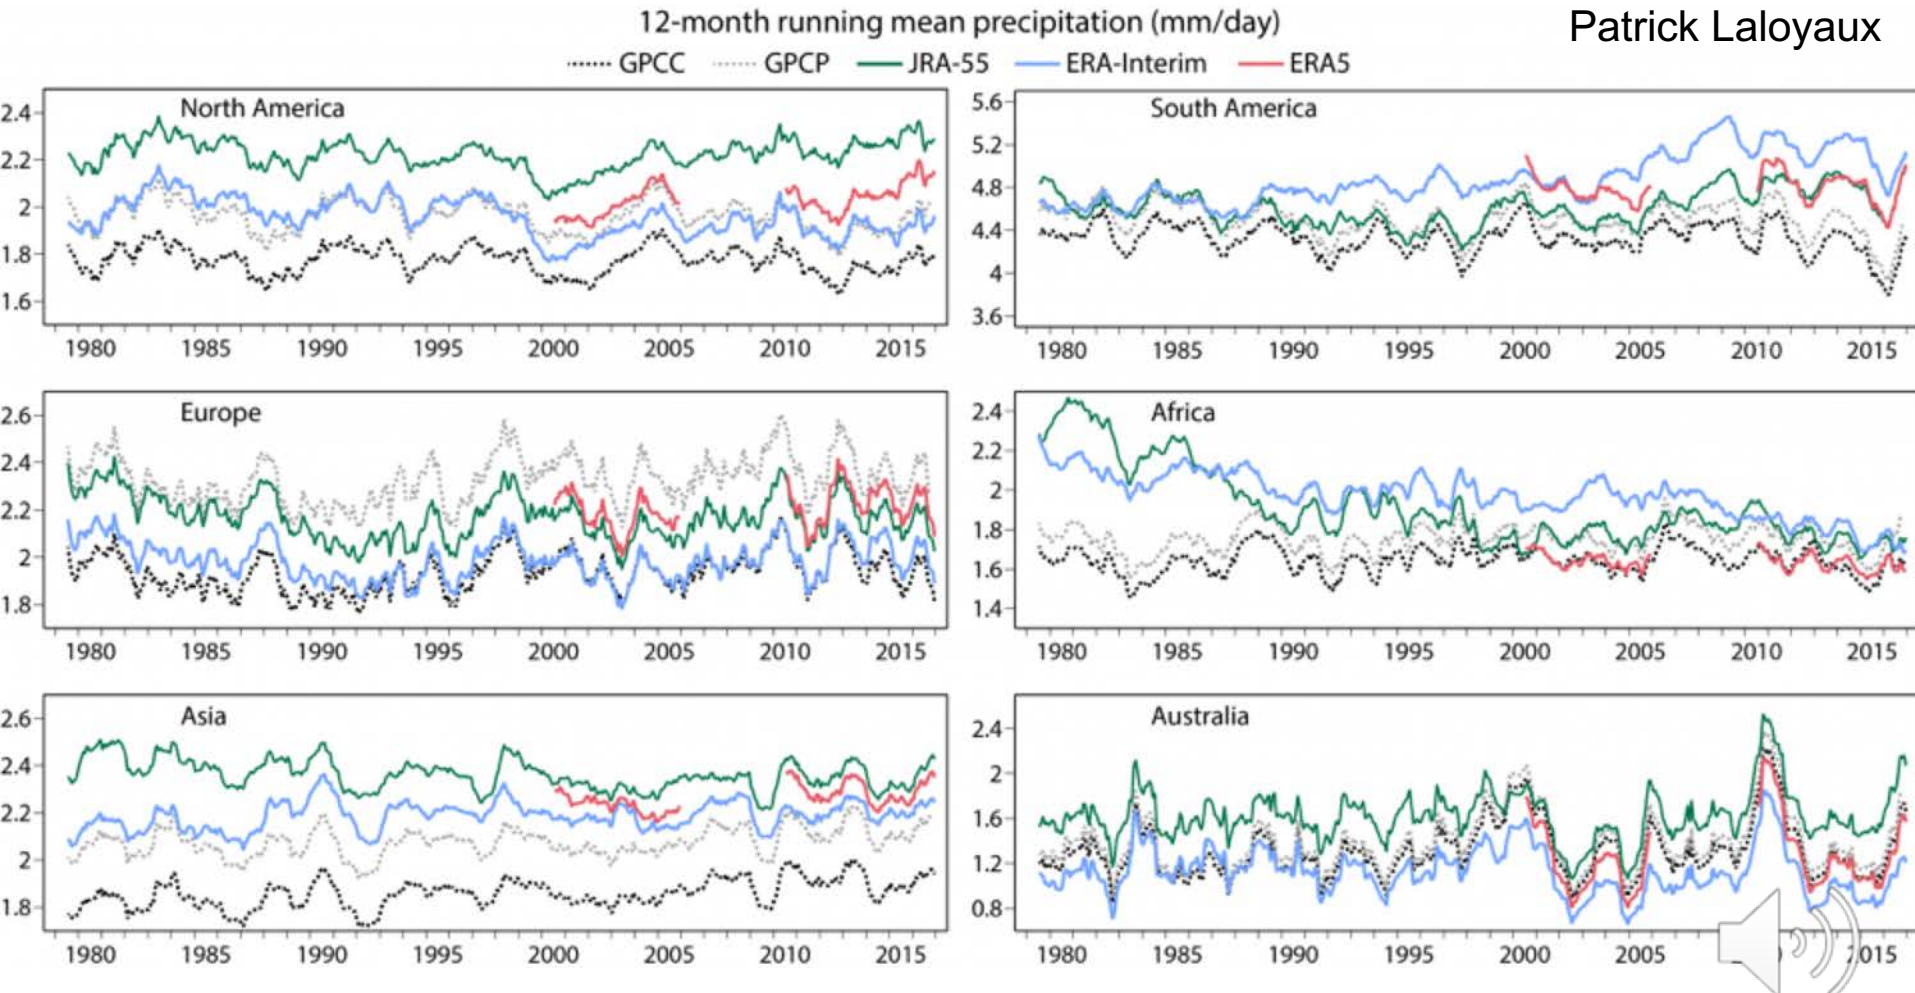 12-month running mean precipitation (mm/day)
Patrick Laloyaux
GPCC GPCP JRA-55 ERA-Interim ERA5
North America
2.4
2.2
2
1.8
1.6
1980 1985 1990 1995 2000 2005 2010 2015
South America
5.6
5.2
4.8
4.4
4
3.6
1980 1985 1990 1995 2000 2005 2010 2015
Europe
2.6
2.4
2.2
2
1.8
1980 1985 1990 1995 2000 2005 2010 2015
Africa
2.4
2.2
2
1.8
1.6
1.4
1980 1985 1990 1995 2000 2005 2010 2015
Asia
2.6
2.4
2.2
2
1.8
1980 1985 1990 1995 2000 2005 2010 2015
Australia
2.4
2
1.6
1.2
0.8
1980 1985 1990 1995 2000 2005 2015